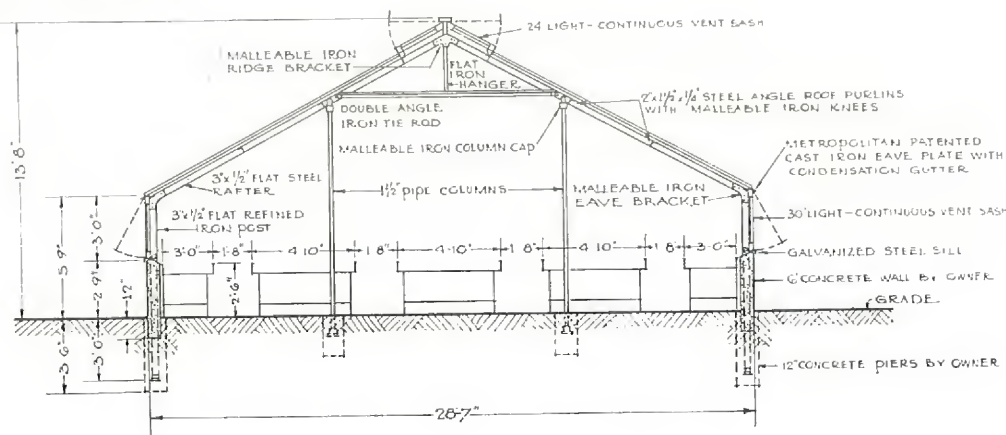 24 LIGHT-CONTINUOUS VENT SASH
MALLEABLE IRON
RIDGE BRACKET
FLAT
IRON
HANGER
DOUBLE ANGLE
IRON TIE ROD
2"x1½"x⅛" STEEL ANGLE ROOF PURLINS
WITH MALLEABLE IRON KNEES
MALLEABLE IRON COLUMN CAP
13'8"
METROPOLITAN PATENTED
CAST IRON EAVE PLATE WITH
CONDENSATION GUTTER
3"x½" FLAT STEEL
RAFTER
1½" PIPE COLUMNS
MALLEABLE IRON
EAVE BRACKET
3"x½" FLAT REFINED
IRON POST
30" LIGHT-CONTINUOUS VENT SASH
5'9"
3'0"
3'0" 1'8" 4'10" 1'8" 4'10" 1'8" 4'10" 1'8" 3'0"
GALVANIZED STEEL SILL
2'9"
12"
2'6"
6" CONCRETE WALL BY OWNER
GRADE
3'6"
3'0"
12" CONCRETE PIERS BY OWNER
28'7"